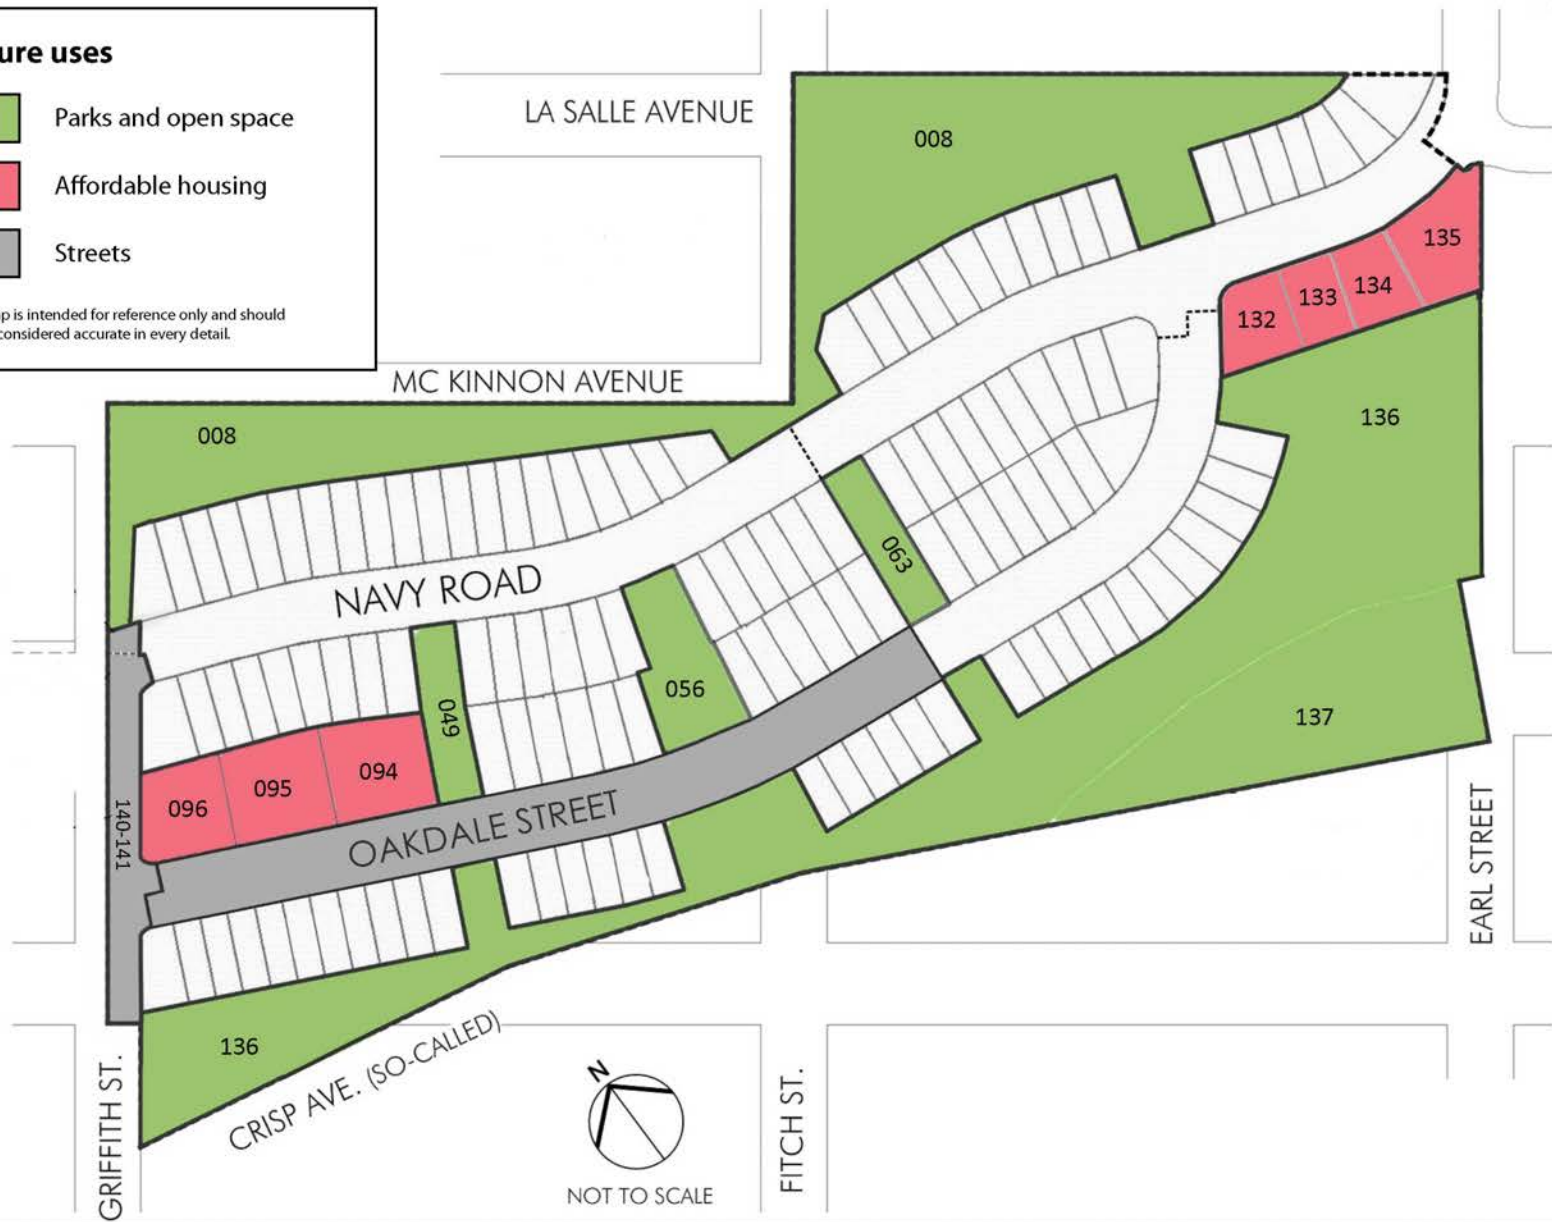 ure uses
Parks and open space
Affordable housing
Streets
p is intended for reference only and should
considered accurate in every detail.
LA SALLE AVENUE
008
MC KINNON AVENUE
008
135
134
133
132
136
NAVY ROAD
063
056
049
094
095
096
137
140-141
OAKDALE STREET
EARL STREET
136
CRISP AVE. (SO-CALLED)
GRIFFITH ST.
FITCH ST.
N
NOT TO SCALE